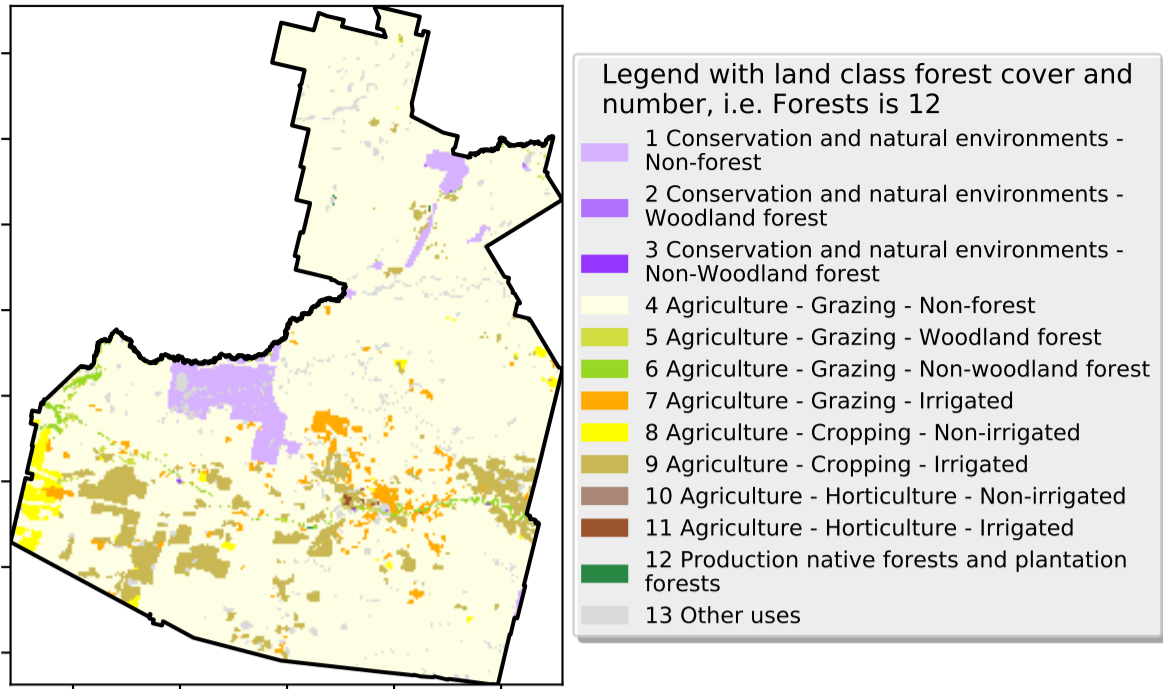 Legend with land class forest cover and
number, i.e. Forests is 12
1 Conservation and natural environments -
Non-forest
2 Conservation and natural environments -
Woodland forest
3 Conservation and natural environments -
Non-Woodland forest
4 Agriculture - Grazing - Non-forest
5 Agriculture - Grazing - Woodland forest
6 Agriculture - Grazing - Non-woodland forest
7 Agriculture - Grazing - Irrigated
8 Agriculture - Cropping - Non-irrigated
9 Agriculture - Cropping - Irrigated
10 Agriculture - Horticulture - Non-irrigated
11 Agriculture - Horticulture - Irrigated
12 Production native forests and plantation
forests
13 Other uses